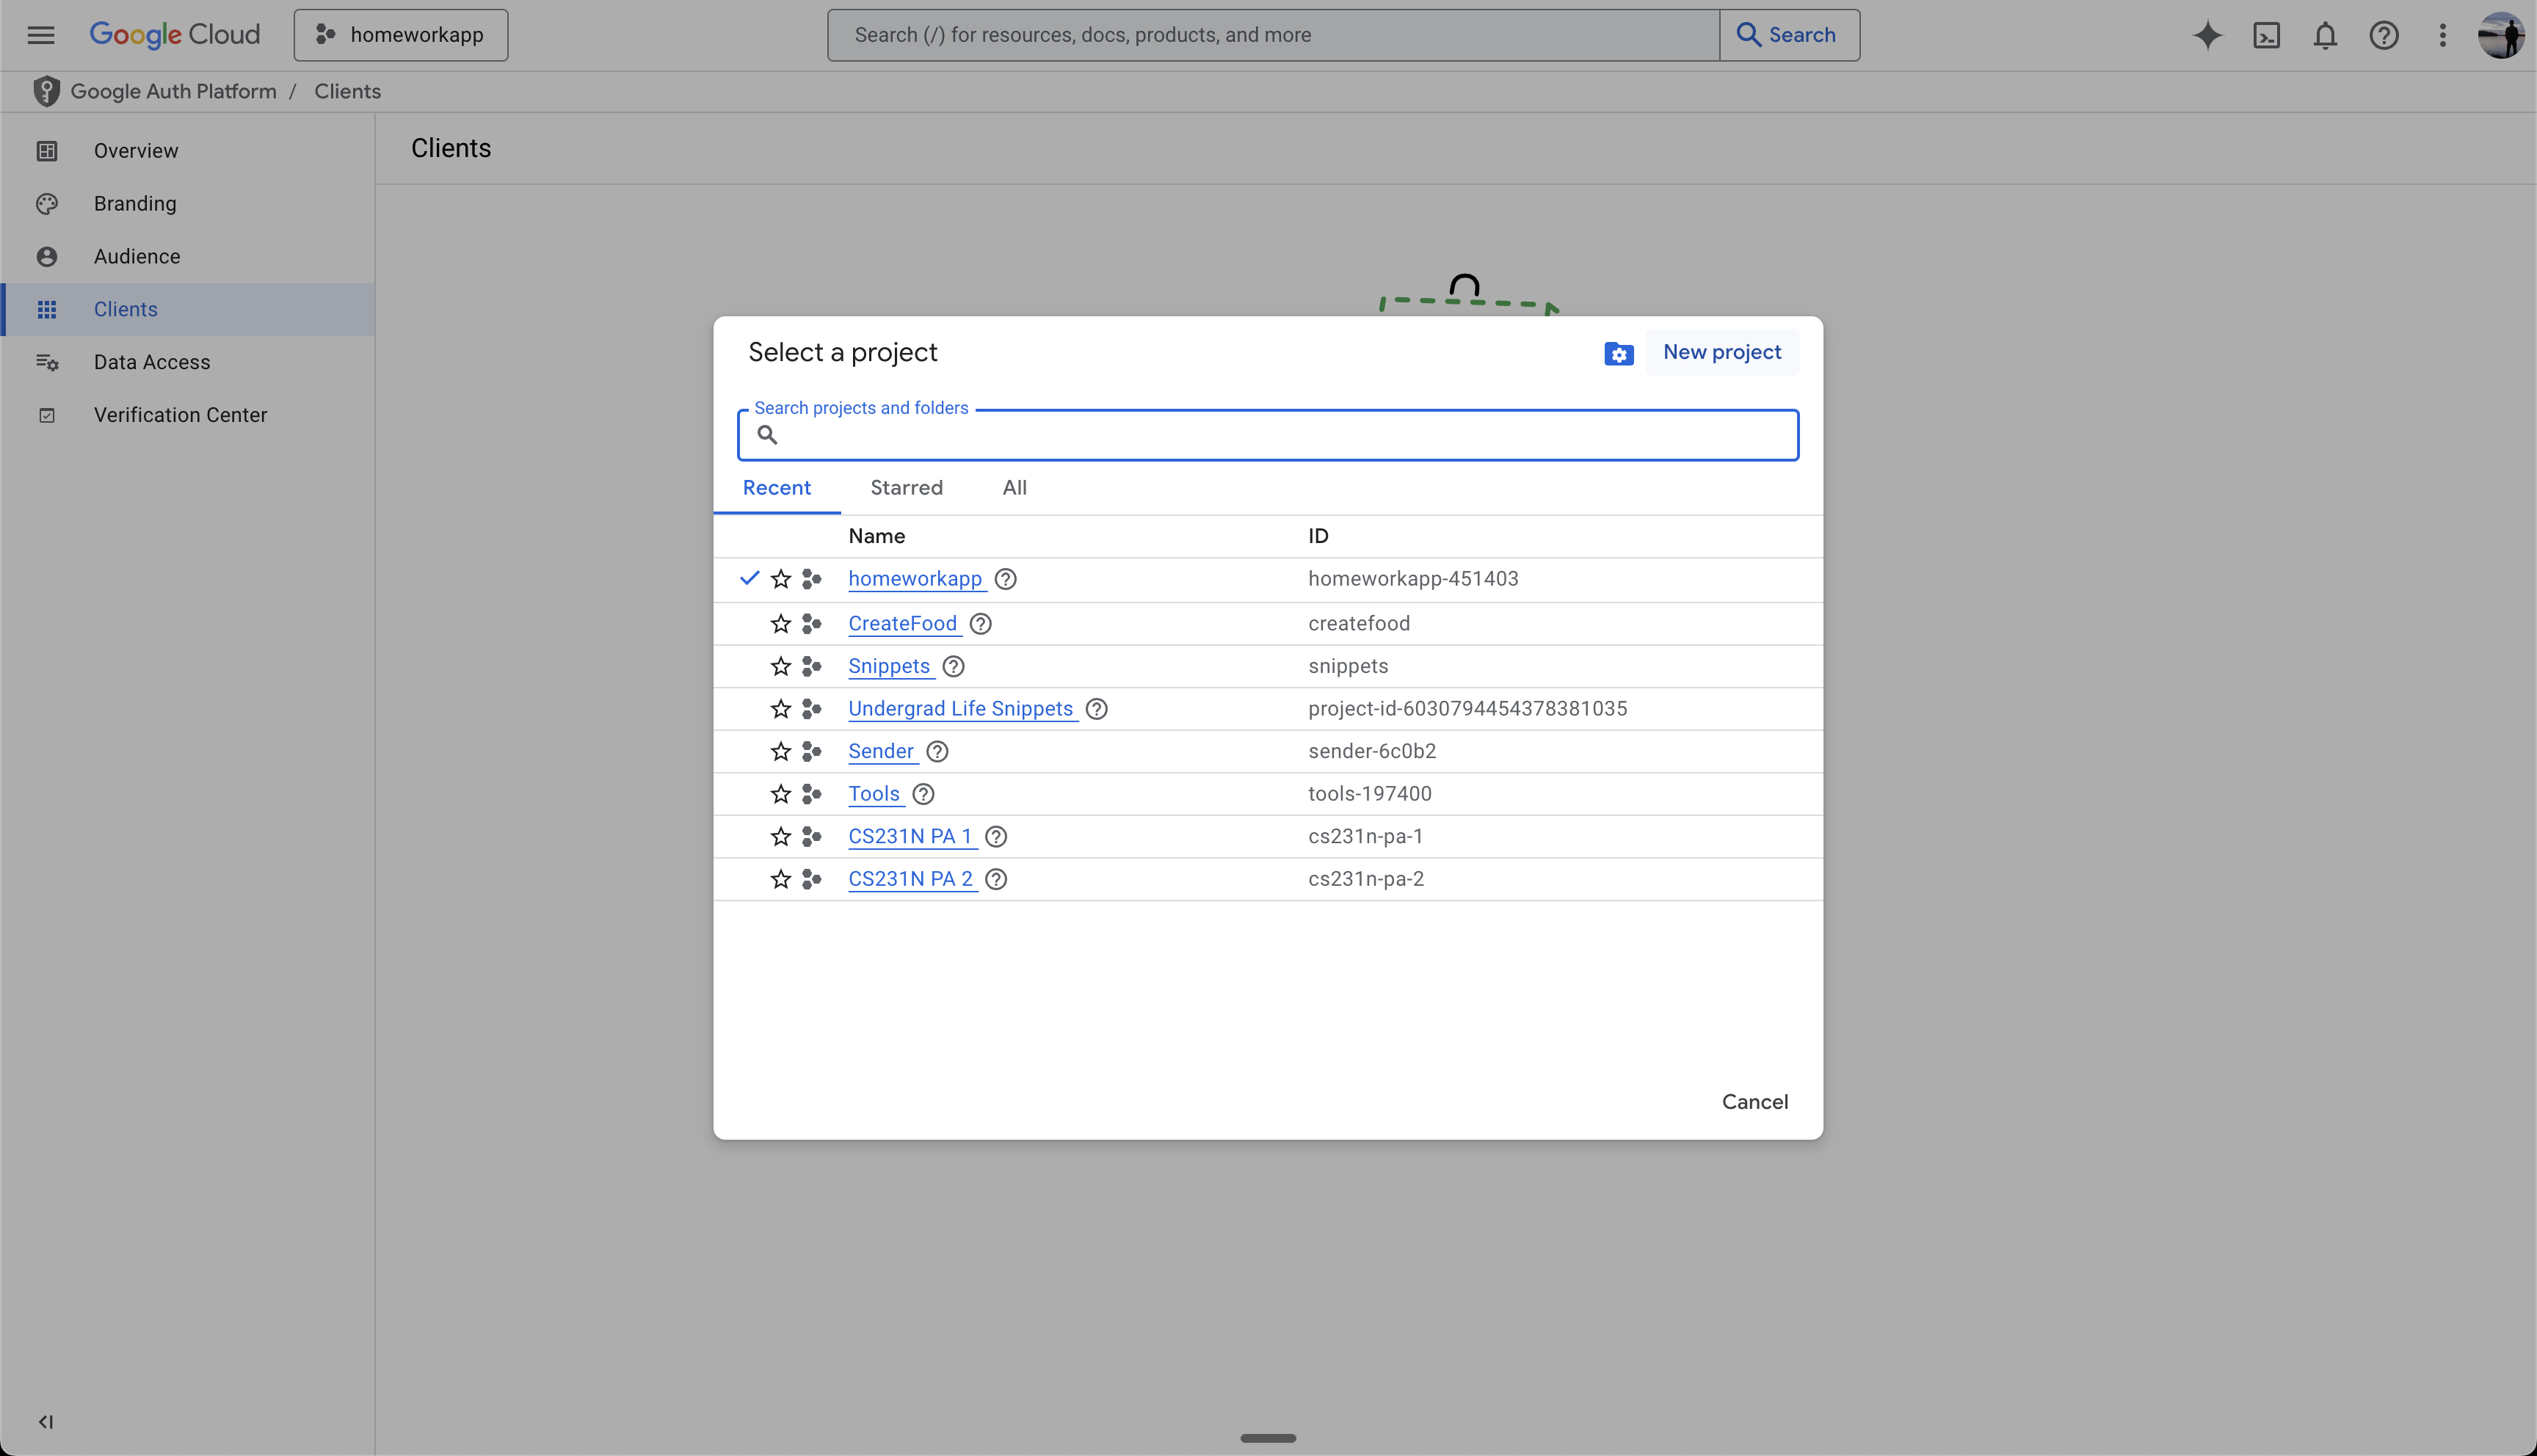 Google Cloud
homeworkapp
Search (/) for resources, docs, products, and more
Search
Google Auth Platform / Clients
Overview
Branding
Audience
Clients
Data Access
Verification Center
Clients
Select a project
New project
Search projects and folders
Recent Starred All
Name ID
homeworkapp homeworkapp-451403
CreateFood createfood
Snippets snippets
Undergrad Life Snippets project-id-6030794454378381035
Sender sender-6c0b2
Tools tools-197400
CS231N PA 1 cs231n-pa-1
CS231N PA 2 cs231n-pa-2
Cancel